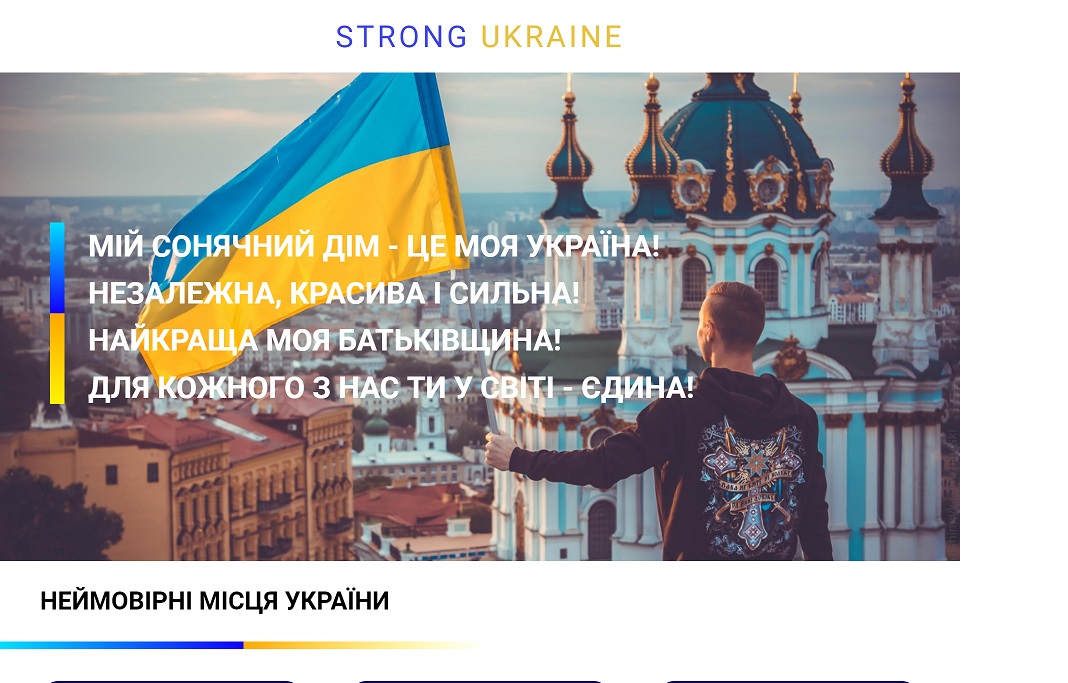 STRONG UKRAINE
МІЙ СОНЯЧНИЙ ДІМ - ЦЕ МОЯ УКРАЇНА!
НЕЗАЛЕЖНА, КРАСИВА І СИЛЬНА!
НАЙКРАЩА МОЯ БАТЬКІВЩИНА!
ДЛЯ КОЖНОГО З НАС ТИ У СВІТІ - ЄДИНА!
НЕЙМОВІРНІ МІСЦЯ УКРАЇНИ